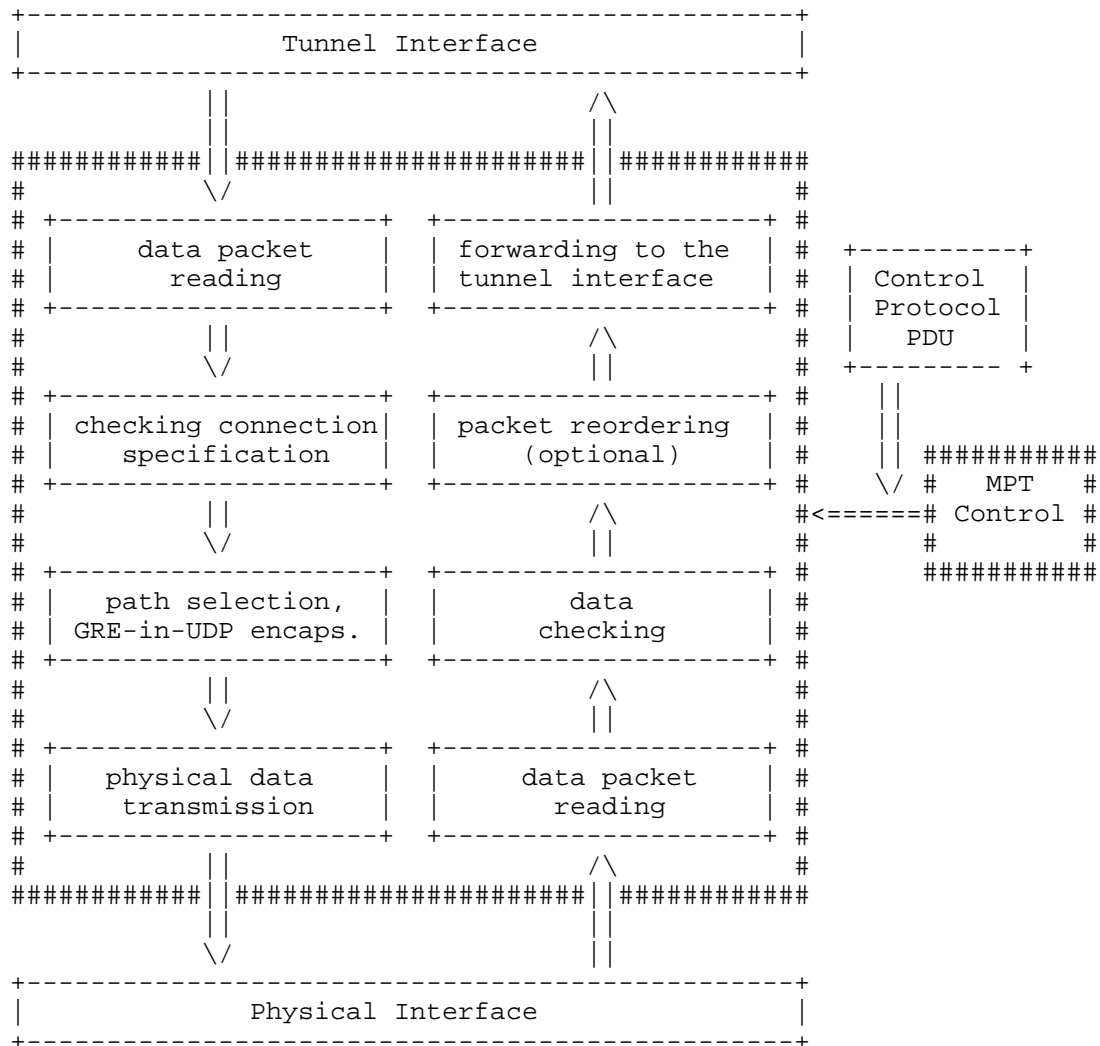 Tunnel Interface
data packet
reading
forwarding to the
tunnel interface
Control
Protocol
PDU
checking connection
specification
packet reordering
(optional)
MPT
Control
path selection,
GRE-in-UDP encaps.
data
checking
physical data
transmission
data packet
reading
Physical Interface